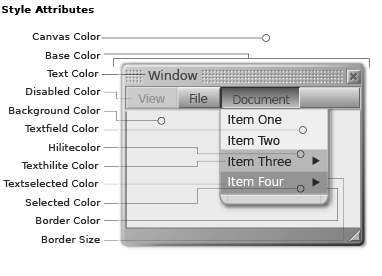 Style Attributes
Canvas Color
Base Color
Text Color
Window
Disabled Color
View
File
Document
Background Color
Item One
Textfield Color
Item Two
Hilitecolor
Item Three
Texthilite Color
Item Four
Textselected Color
Selected Color
Border Color
Border Size